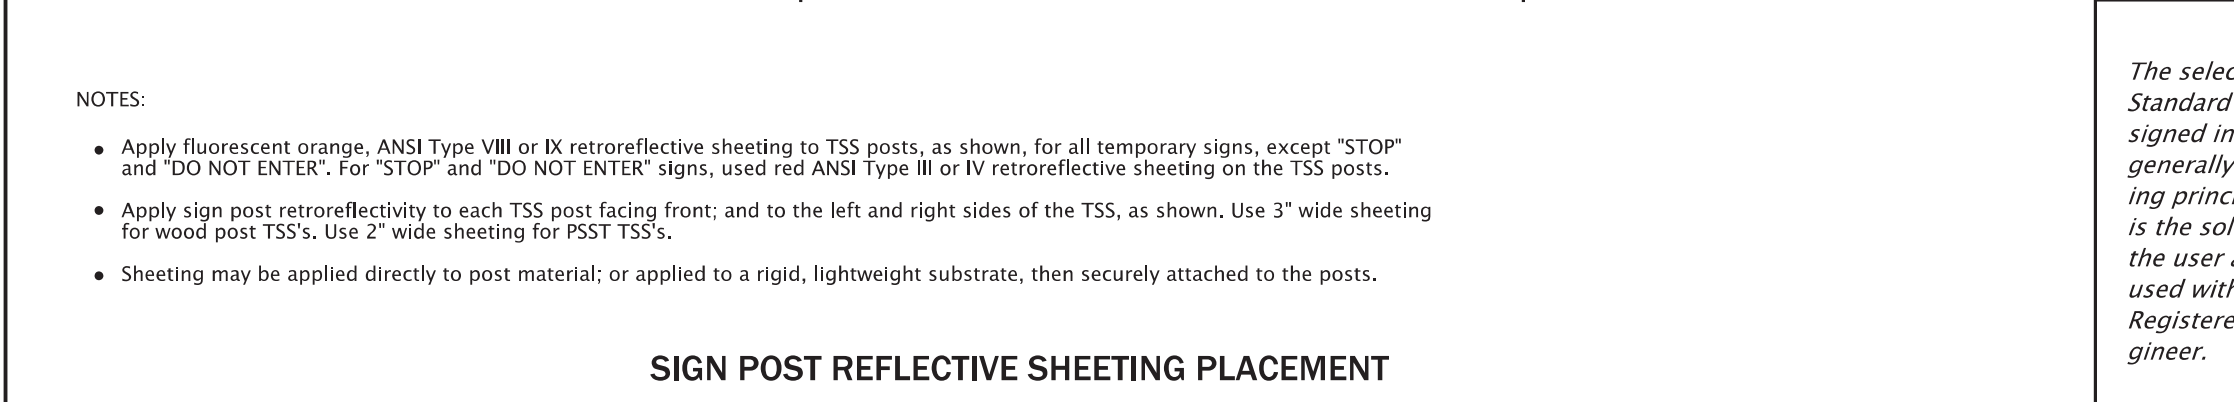 NOTES:
● Apply fluorescent orange, ANSI Type VIII or IX retroreflective sheeting to TSS posts, as shown, for all temporary signs, except "STOP"
and "DO NOT ENTER". For "STOP" and "DO NOT ENTER" signs, used red ANSI Type III or IV retroreflective sheeting on the TSS posts.
● Apply sign post retroreflectivity to each TSS post facing front; and to the left and right sides of the TSS, as shown. Use 3" wide sheeting
for wood post TSS's. Use 2" wide sheeting for PSST TSS's.
● Sheeting may be applied directly to post material; or applied to a rigid, lightweight substrate, then securely attached to the posts.
SIGN POST REFLECTIVE SHEETING PLACEMENT
The selec
Standard
signed in
generally
ing princi
is the sol
the user
used with
Registere
gineer.